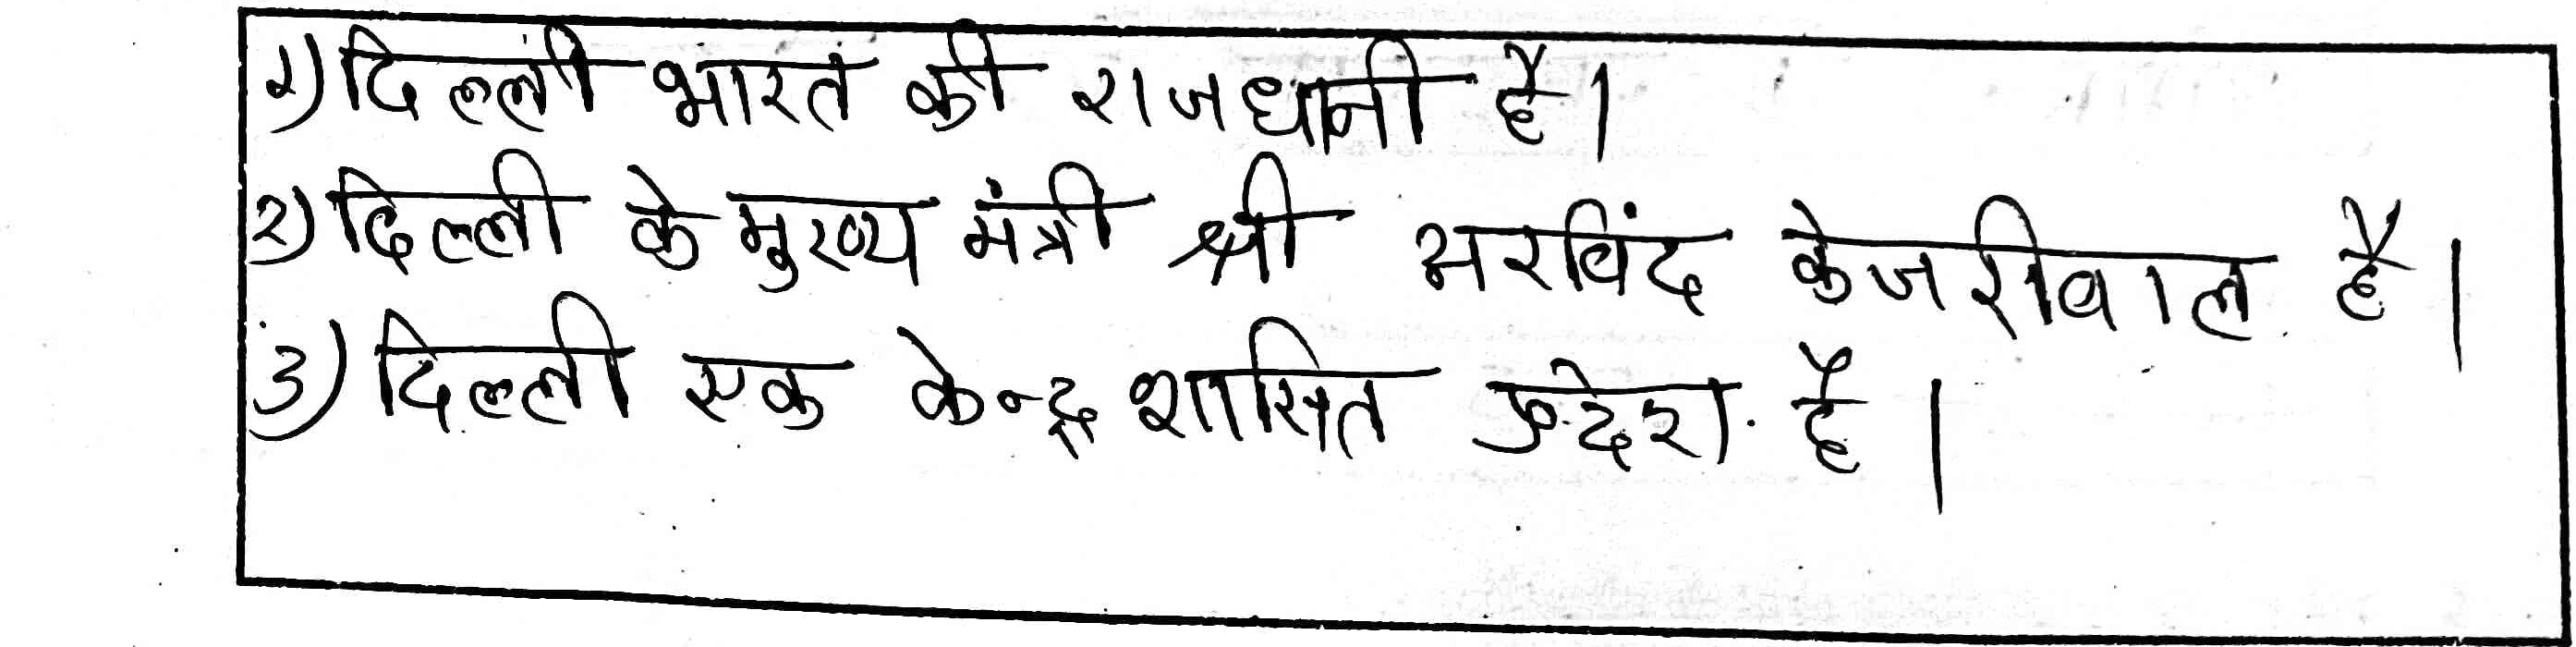 १) दिल्ली भारत की राजधानी है।
२) दिल्ली के मुख्य मंत्री श्री अरविंद केजरीवाल है।
३) दिल्ली एक केन्द्र शासित प्रदेश है।